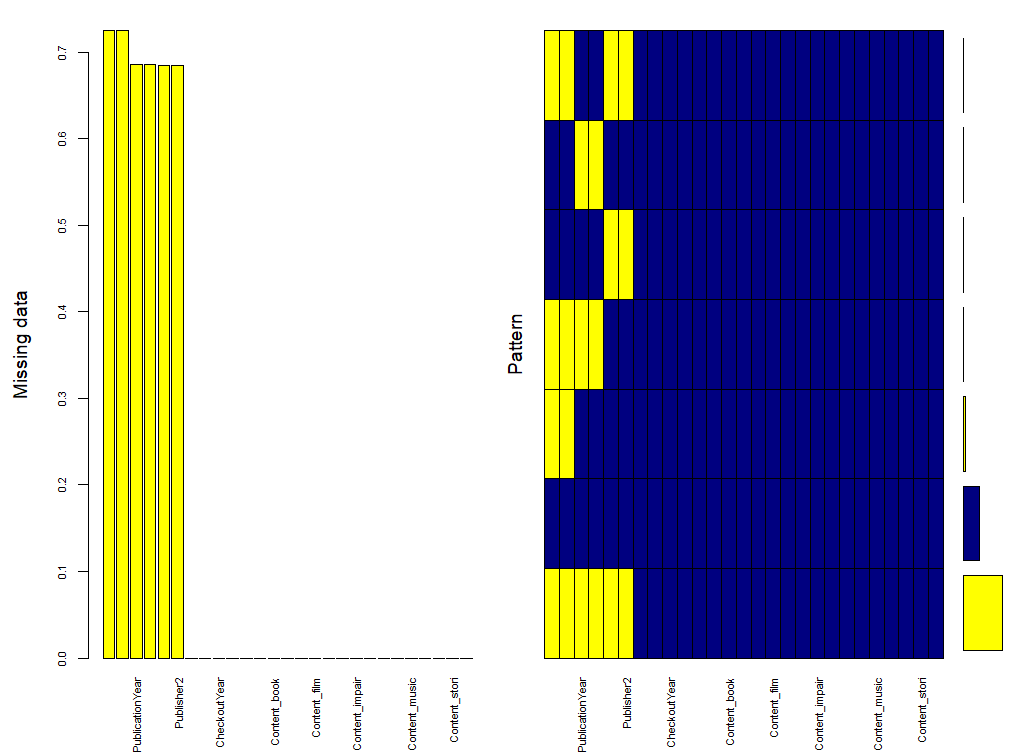 Missing data
0.7
0.6
0.5
0.4
0.3
0.2
0.1
0.0
PublicationYear
Publisher2
CheckoutYear
Content_book
Content_film
Content_impair
Content_music
Content_stori
Pattern
PublicationYear
Publisher2
CheckoutYear
Content_book
Content_film
Content_impair
Content_music
Content_stori